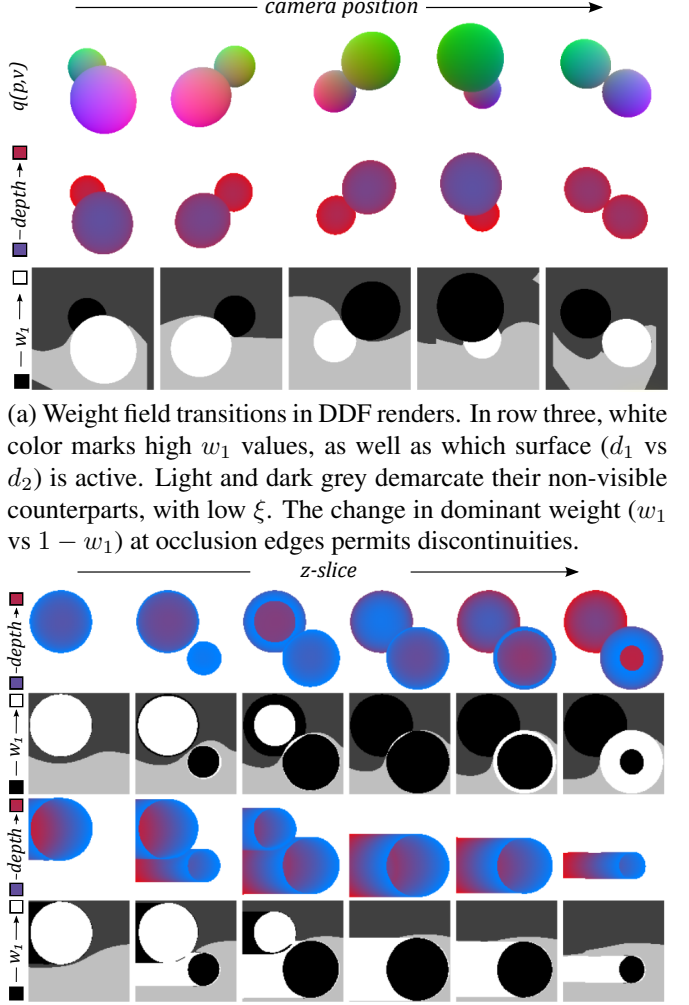 camera position
q(p,v)
depth
w₁
(a) Weight field transitions in DDF renders. In row three, white
color marks high w₁ values, as well as which surface (d₁ vs
d₂) is active. Light and dark grey demarcate their non-visible
counterparts, with low ξ. The change in dominant weight (w₁
vs 1 − w₁) at occlusion edges permits discontinuities.
z-slice
depth
w₁
depth
w₁